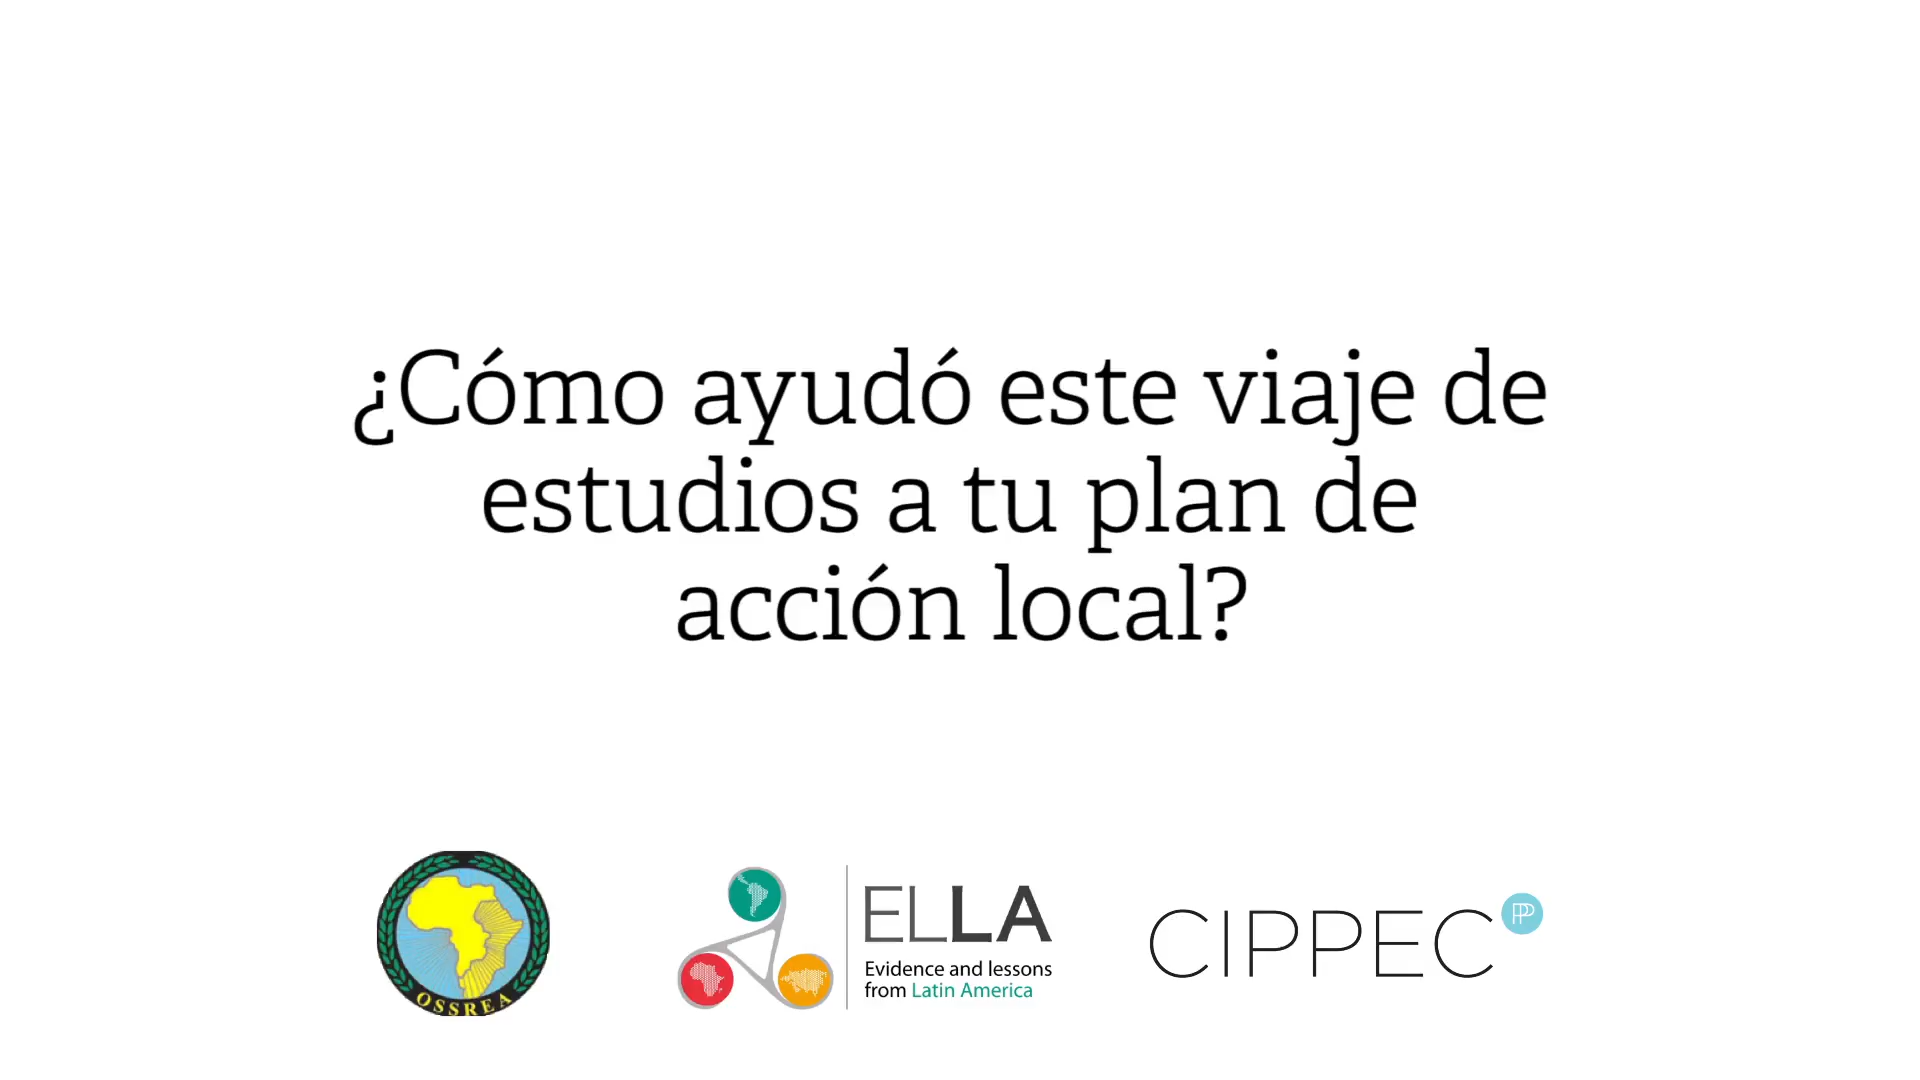 ¿Cómo ayudó este viaje de
estudios a tu plan de
acción local?
OSSREA
ELLA
Evidence and lessons
from Latin America
CIPPEC
PP